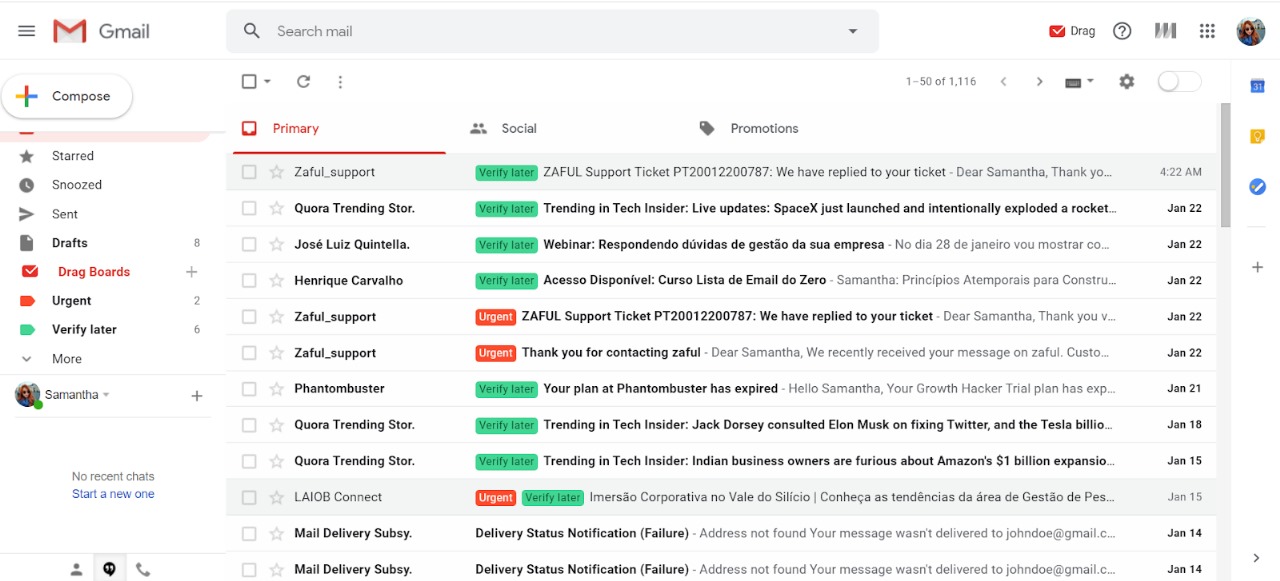 Gmail
Search mail
Drag
Compose
1–50 of 1,116
31
Primary Social Promotions
Starred
Snoozed
Sent
Drafts 8
Drag Boards
Urgent 2
Verify later 6
More
Samantha
No recent chats
Start a new one
Zaful_support Verify later ZAFUL Support Ticket PT20012200787: We have replied to your ticket - Dear Samantha, Thank yo… 4:22 AM
Quora Trending Stor. Verify later Trending in Tech Insider: Live updates: SpaceX just launched and intentionally exploded a rocket… Jan 22
José Luiz Quintella. Verify later Webinar: Respondendo dúvidas de gestão da sua empresa - No dia 28 de janeiro vou mostrar co… Jan 22
Henrique Carvalho Verify later Acesso Disponível: Curso Lista de Email do Zero - Samantha: Princípios Atemporais para Constru… Jan 22
Zaful_support Urgent ZAFUL Support Ticket PT20012200787: We have replied to your ticket - Dear Samantha, Thank you v… Jan 22
Zaful_support Urgent Thank you for contacting zaful - Dear Samantha, We recently received your message on zaful. Custo… Jan 22
Phantombuster Verify later Your plan at Phantombuster has expired - Hello Samantha, Your Growth Hacker Trial plan has exp… Jan 21
Quora Trending Stor. Verify later Trending in Tech Insider: Jack Dorsey consulted Elon Musk on fixing Twitter, and the Tesla billio… Jan 18
Quora Trending Stor. Verify later Trending in Tech Insider: Indian business owners are furious about Amazon's $1 billion expansio… Jan 15
LAIOB Connect Urgent Verify later Imersão Corporativa no Vale do Silício | Conheça as tendências da área de Gestão de Pes… Jan 15
Mail Delivery Subsy. Delivery Status Notification (Failure) - Address not found Your message wasn't delivered to johndoe@gmail.c… Jan 14
Mail Delivery Subsy. Delivery Status Notification (Failure) - Address not found Your message wasn't delivered to johndoe@gmail.c… Jan 14